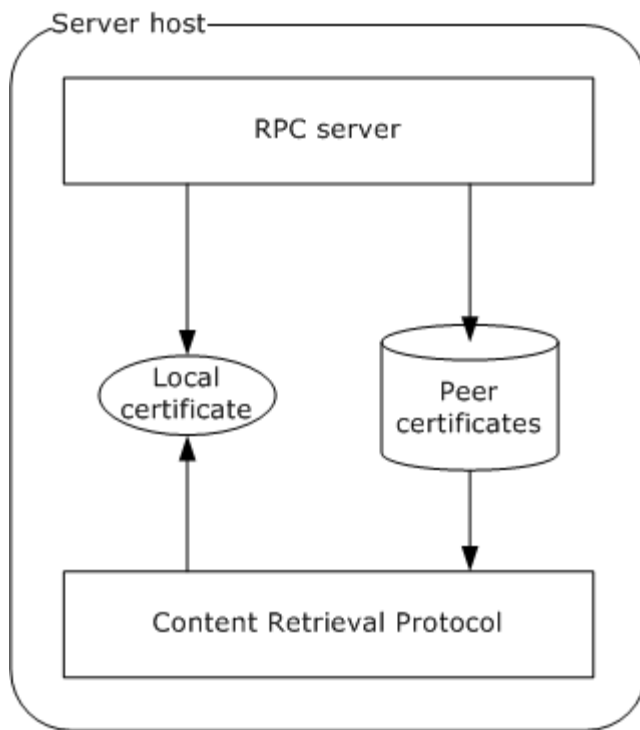 Server host
RPC server
Local
certificate
Peer
certificates
Content Retrieval Protocol